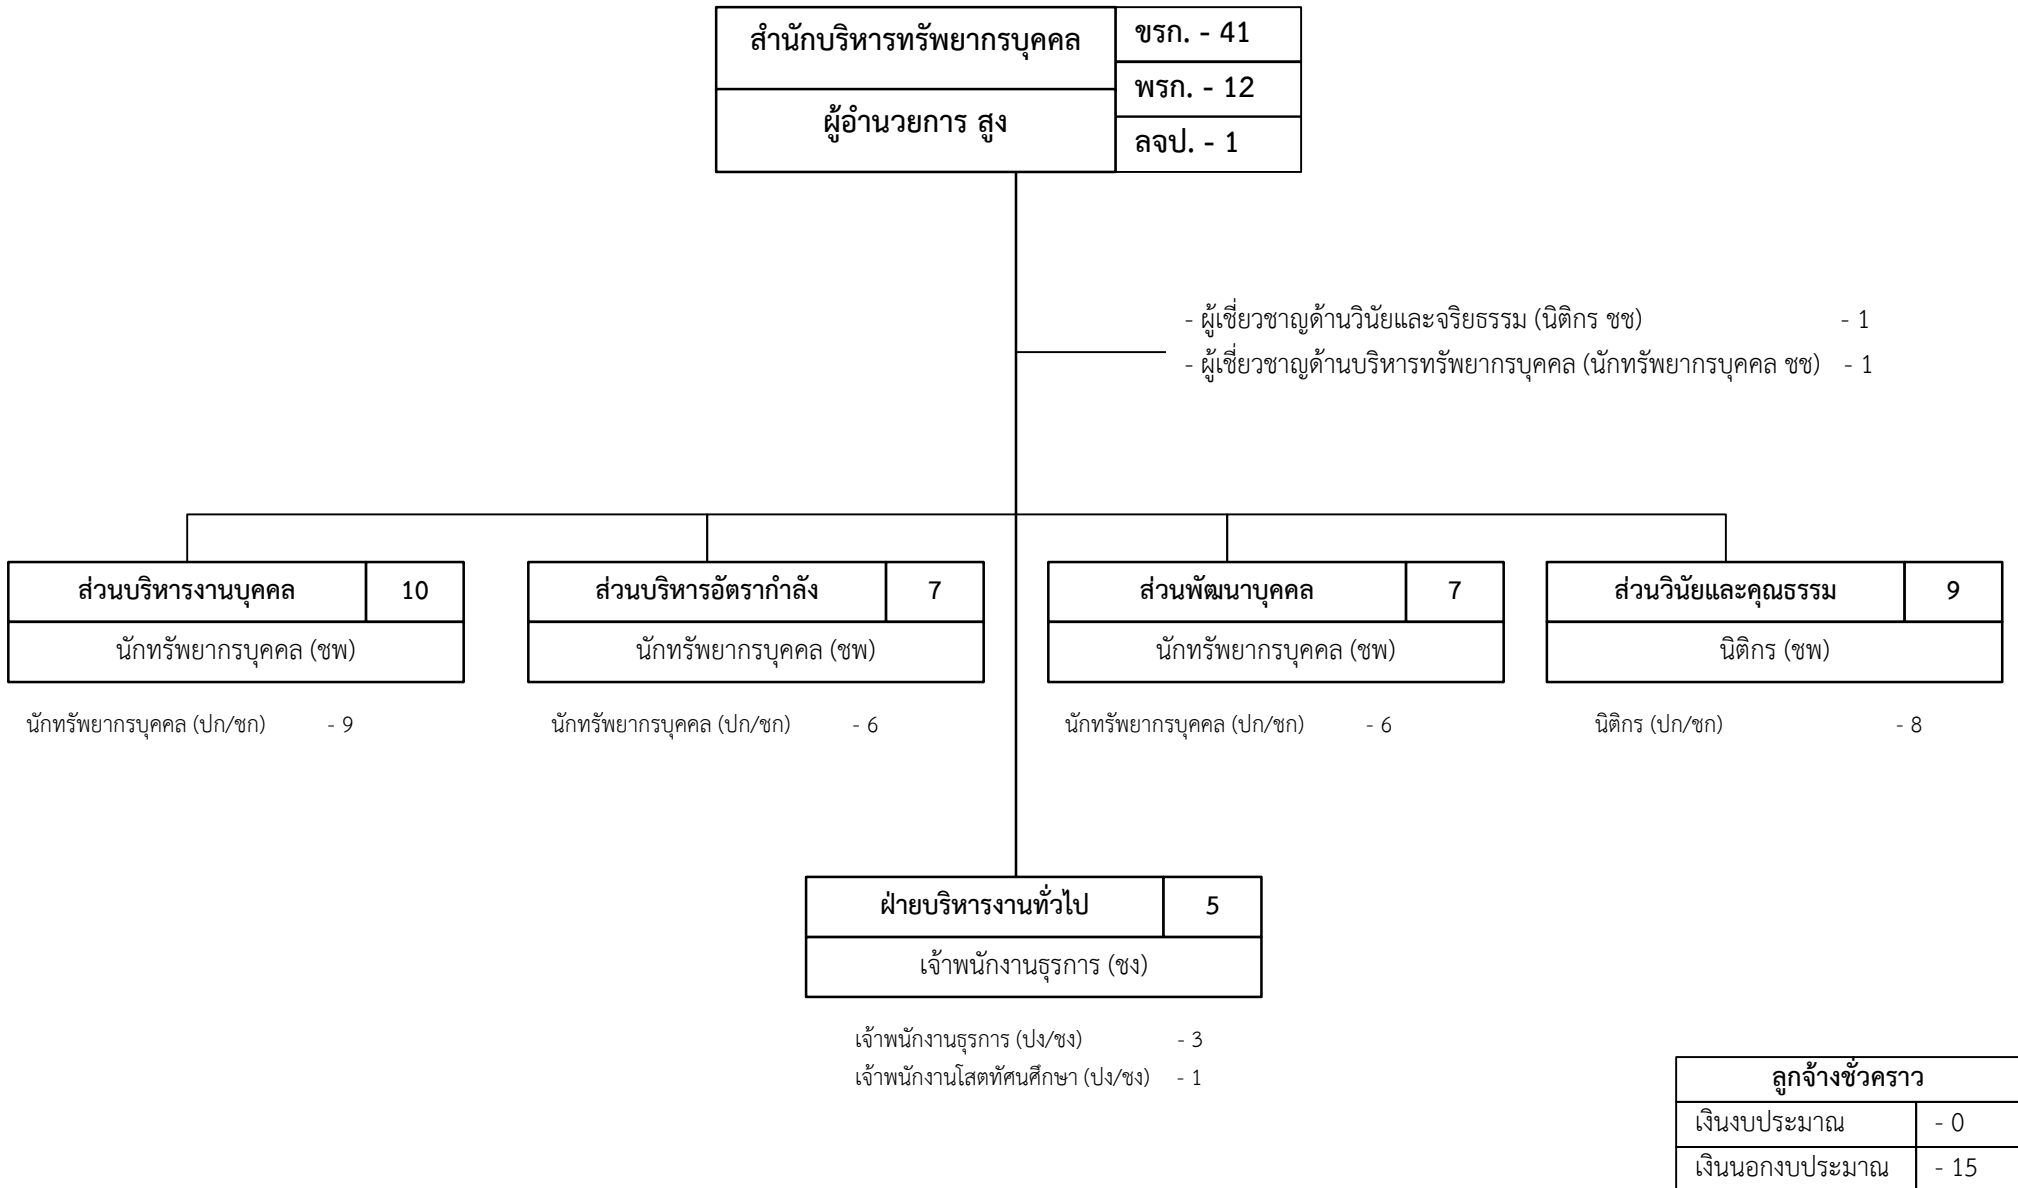 สำนักบริหารทรัพยากรบุคคล
ผู้อำนวยการ สูง
ขรก. - 41
พรก. - 12
ลจป. - 1
- ผู้เชี่ยวชาญด้านวินัยและจริยธรรม (นิติกร ชช) - 1
- ผู้เชี่ยวชาญด้านบริหารทรัพยากรบุคคล (นักทรัพยากรบุคคล ชช) - 1
ส่วนบริหารงานบุคคล 10
นักทรัพยากรบุคคล (ชพ)
นักทรัพยากรบุคคล (ปก/ชก) - 9
ส่วนบริหารอัตรากำลัง 7
นักทรัพยากรบุคคล (ชพ)
นักทรัพยากรบุคคล (ปก/ชก) - 6
ส่วนพัฒนาบุคคล 7
นักทรัพยากรบุคคล (ชพ)
นักทรัพยากรบุคคล (ปก/ชก) - 6
ส่วนวินัยและคุณธรรม 9
นิติกร (ชพ)
นิติกร (ปก/ชก) - 8
ฝ่ายบริหารงานทั่วไป 5
เจ้าพนักงานธุรการ (ชง)
เจ้าพนักงานธุรการ (ปง/ชง) - 3
เจ้าพนักงานโสตทัศนศึกษา (ปง/ชง) - 1
ลูกจ้างชั่วคราว
เงินงบประมาณ - 0
เงินนอกงบประมาณ - 15